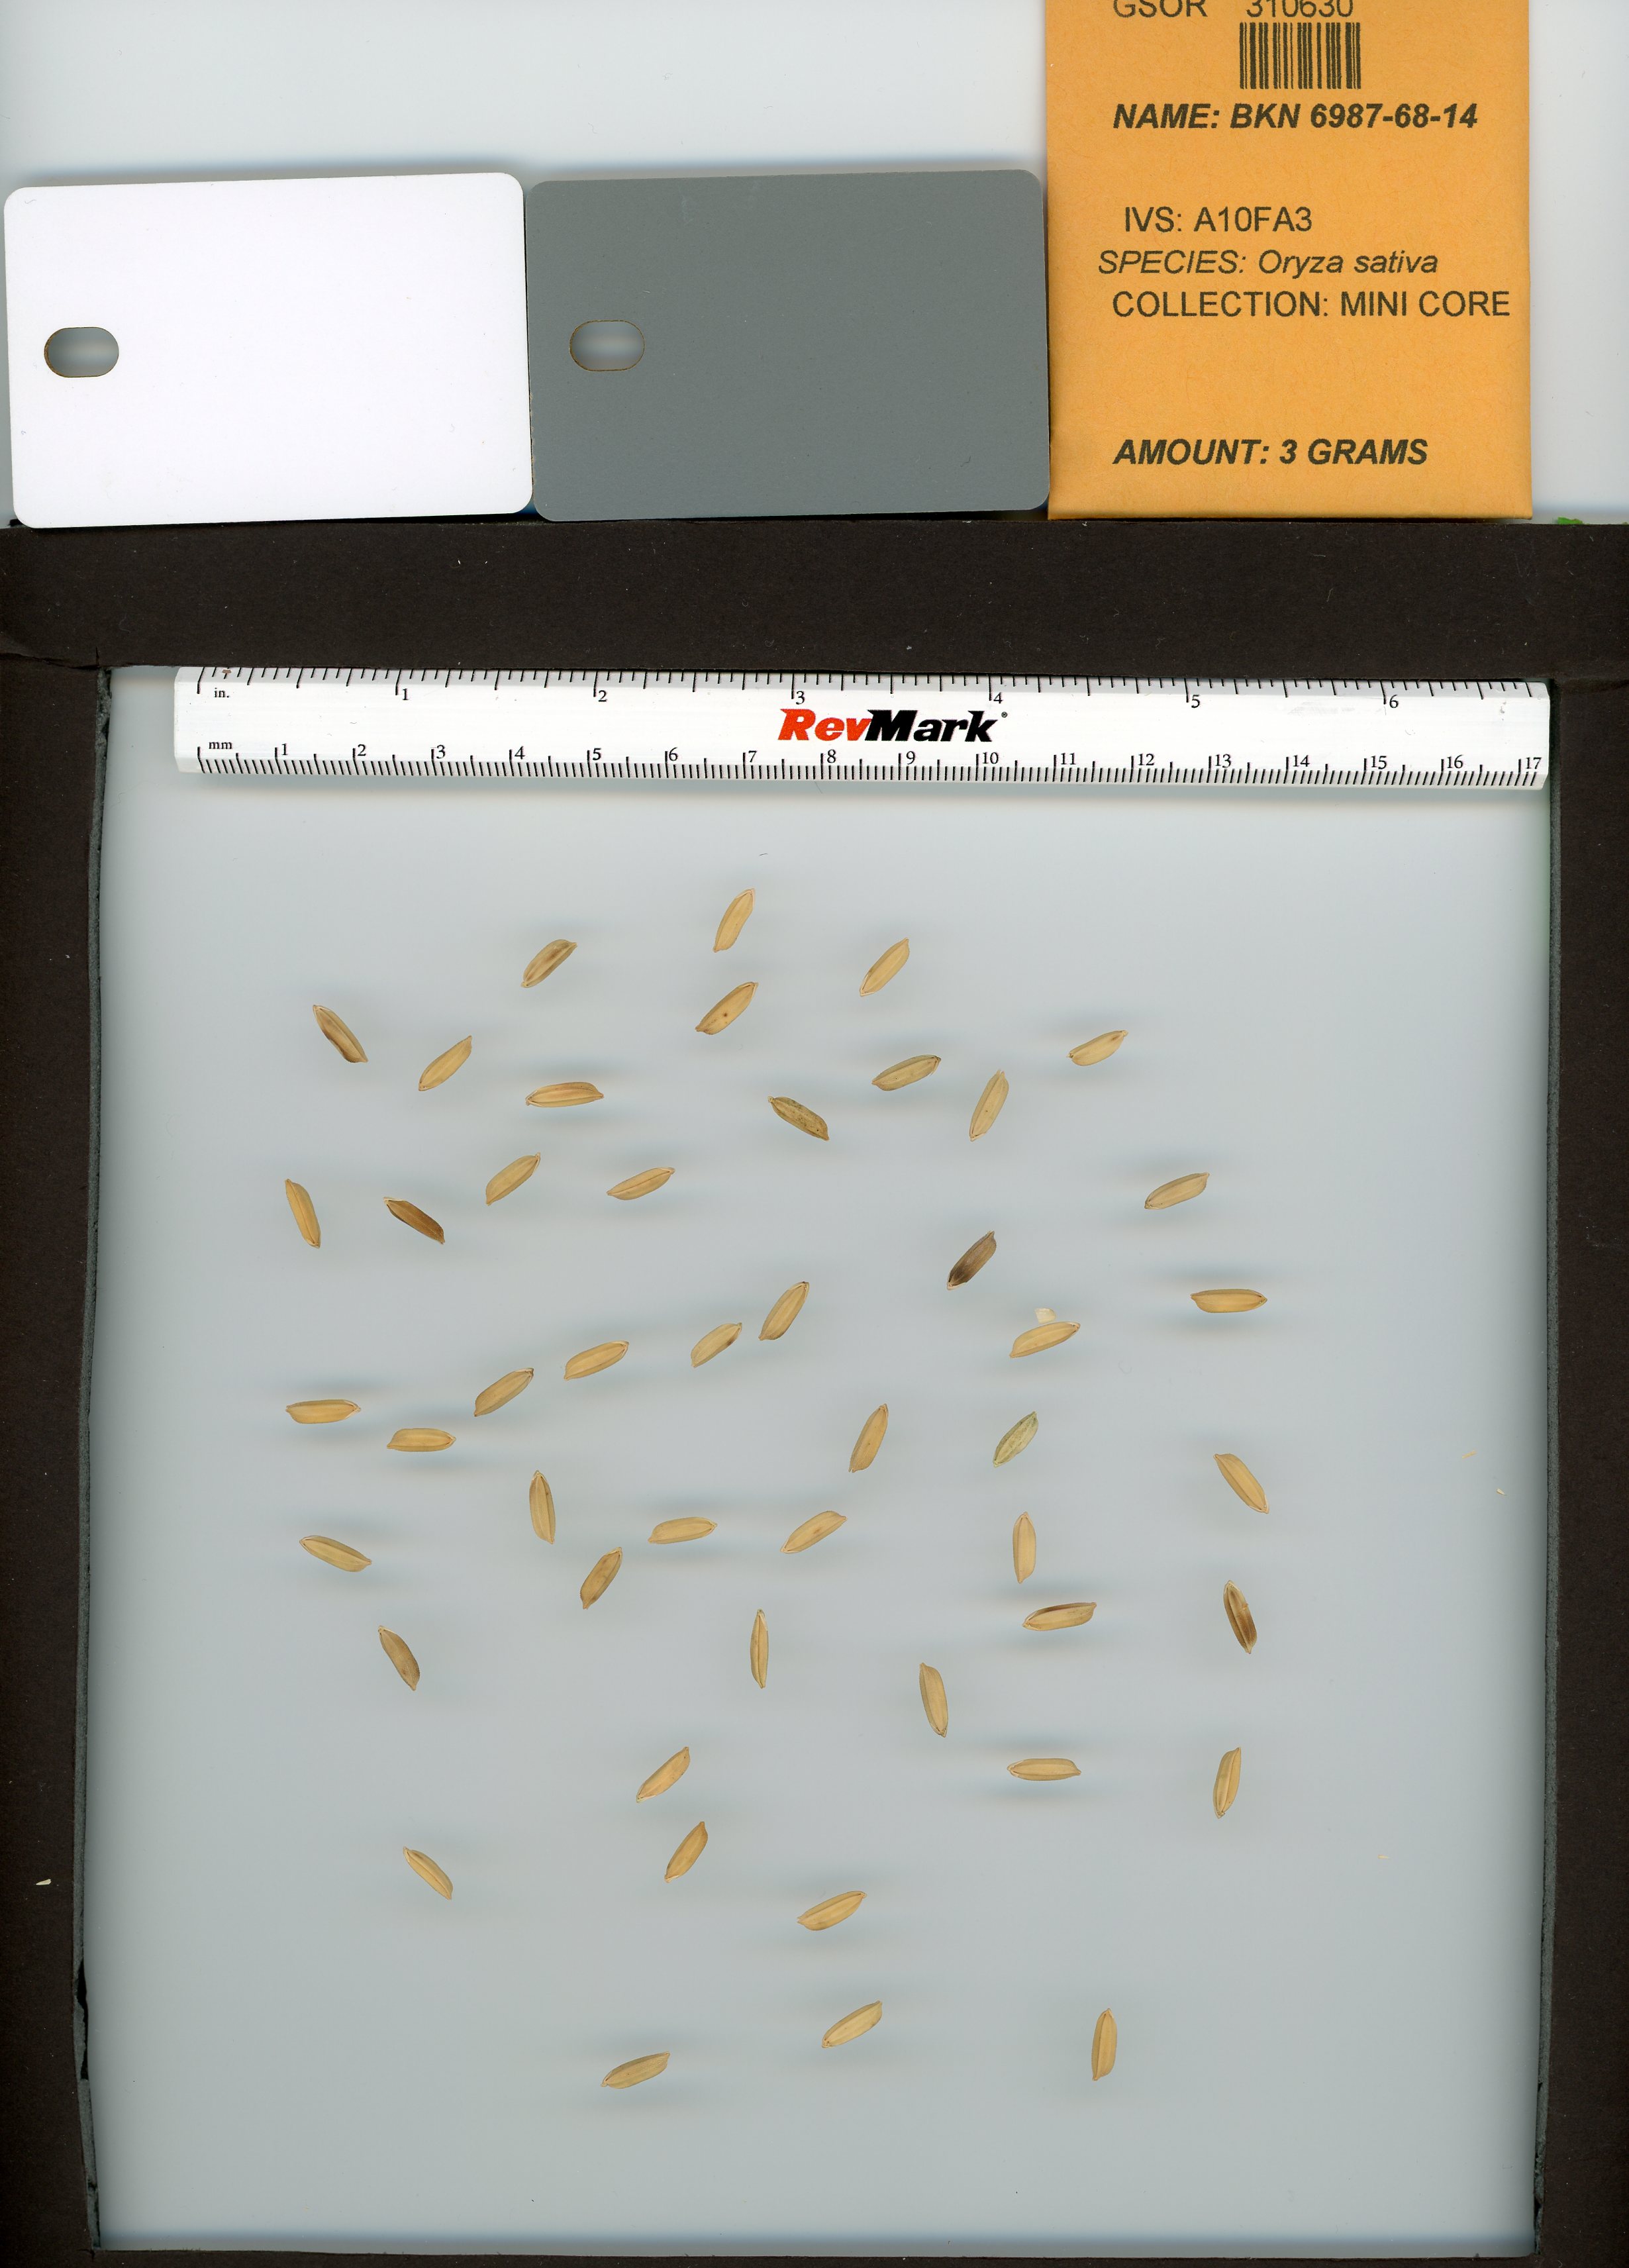 GSOR 310630
NAME: BKN 6987-68-14
IVS: A10FA3
SPECIES: Oryza sativa
COLLECTION: MINI CORE
AMOUNT: 3 GRAMS
in. 1 2 3 4 5 6
RevMark®
mm 1 2 3 4 5 6 7 8 9 10 11 12 13 14 15 16 17